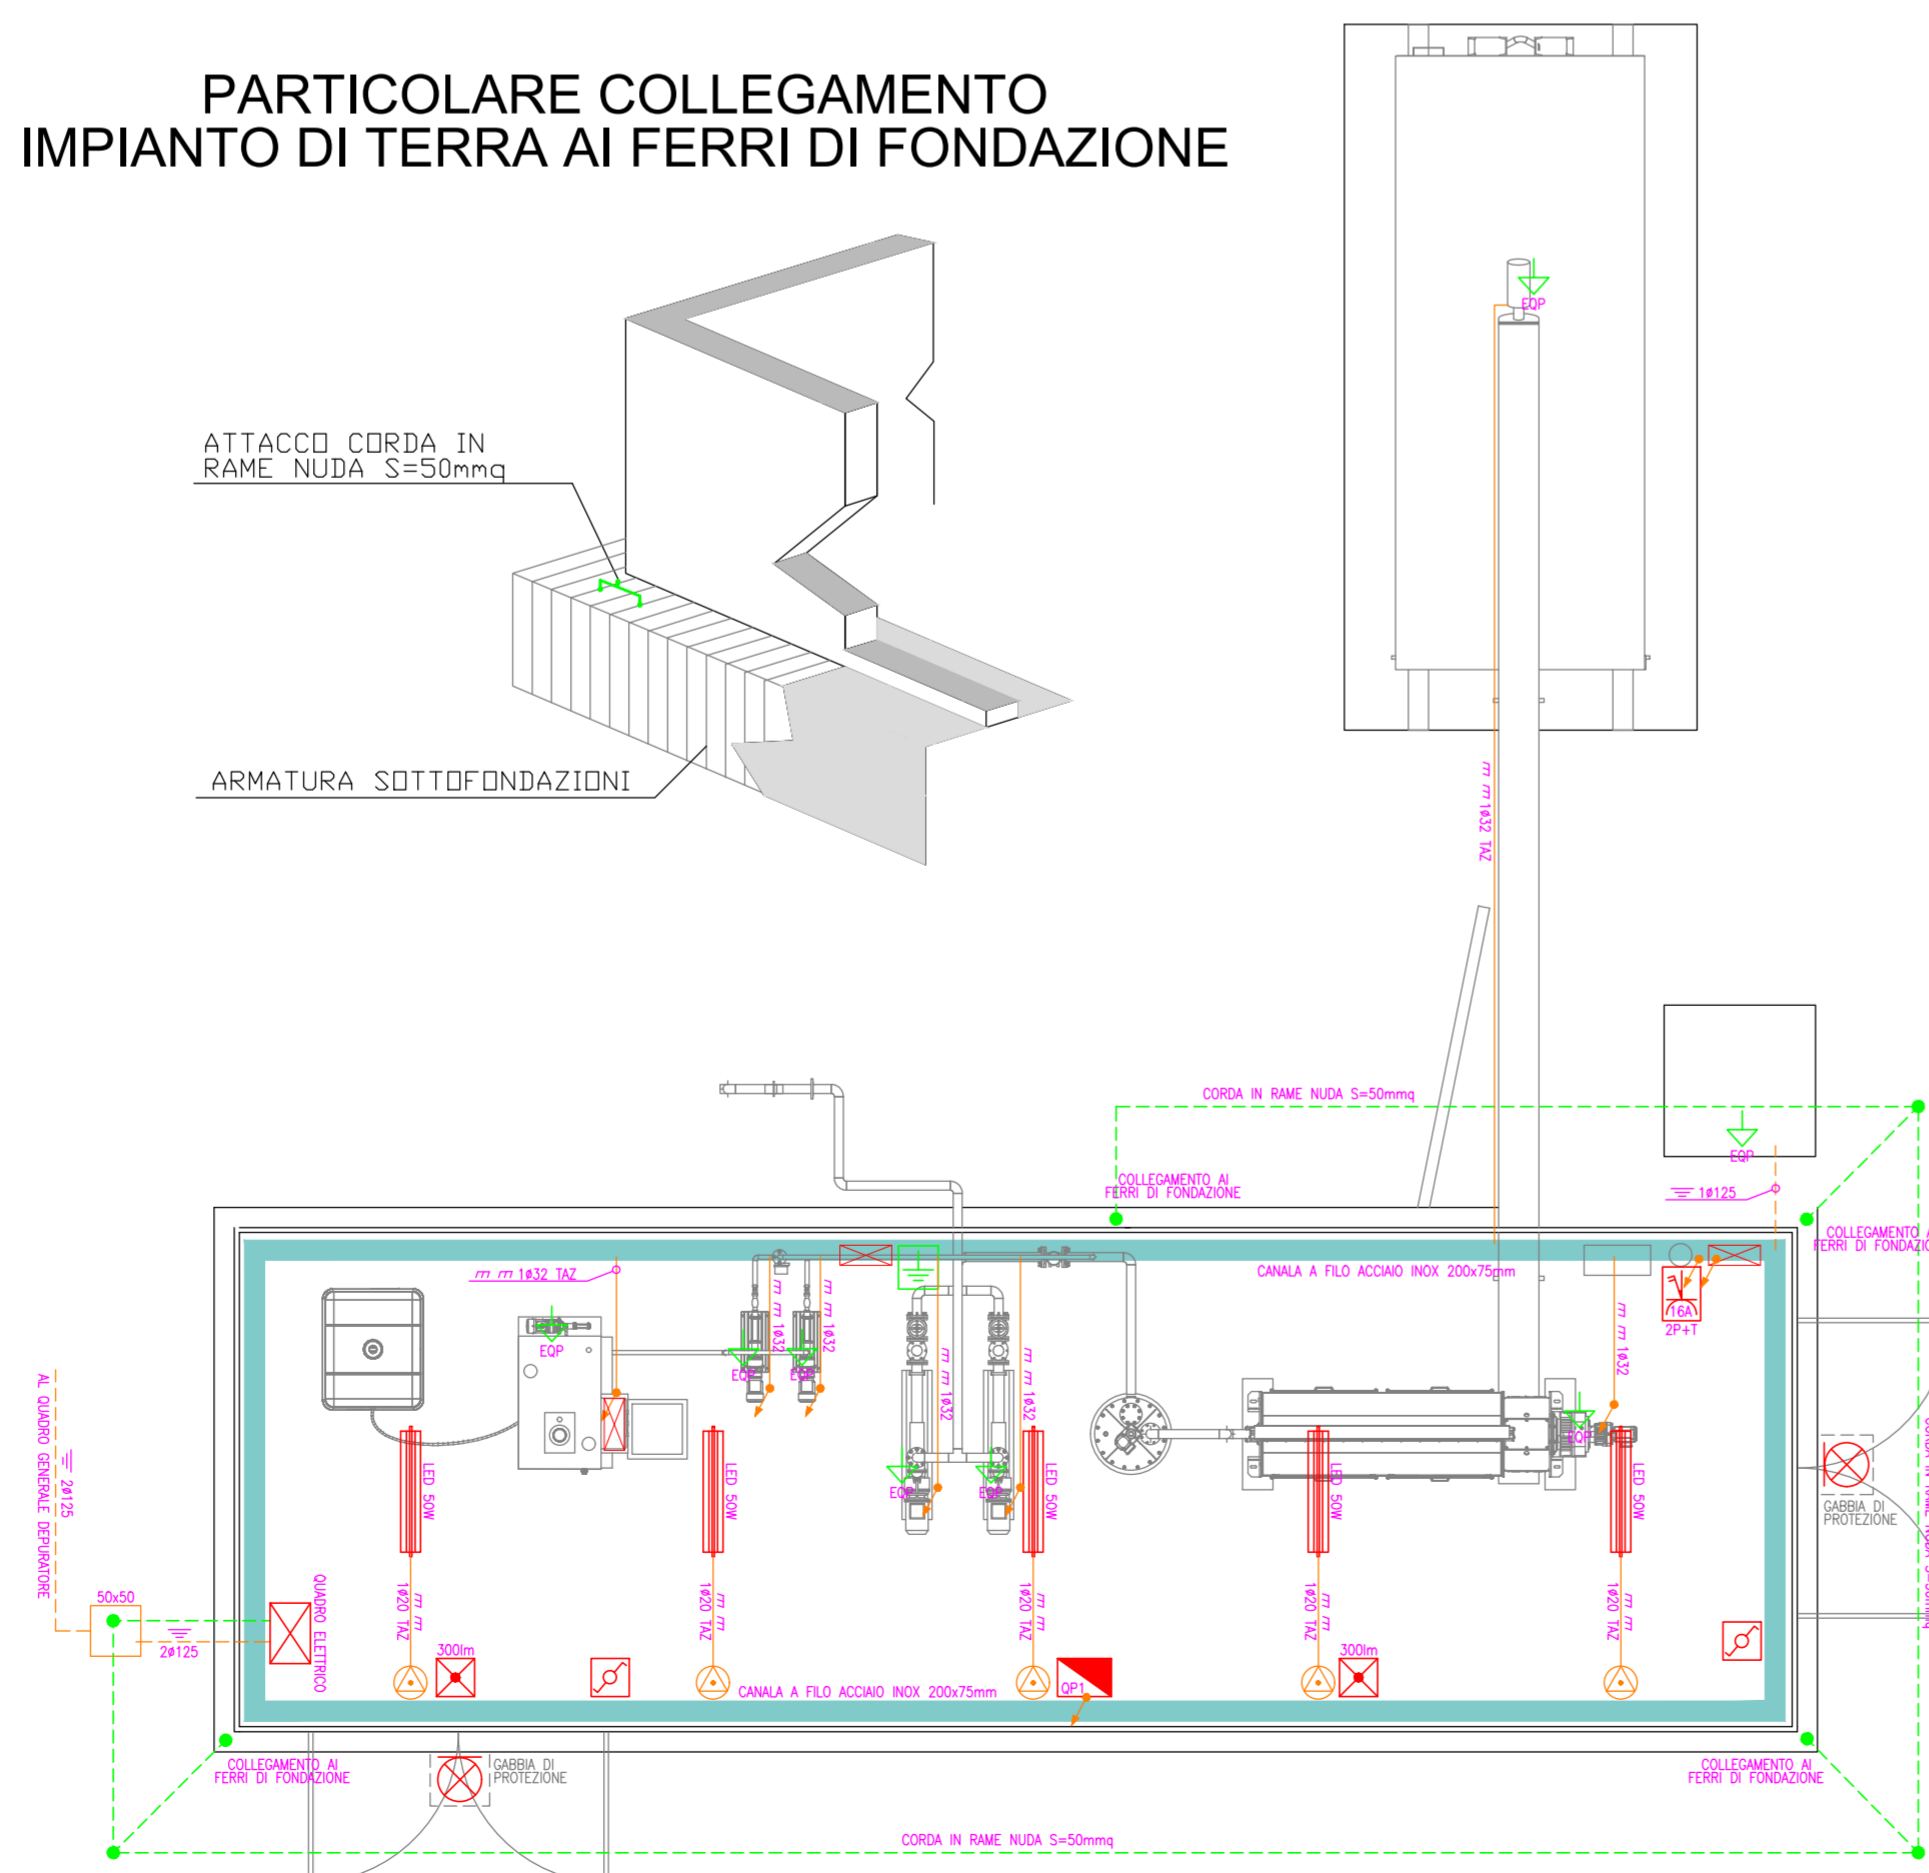 PARTICOLARE COLLEGAMENTO
IMPIANTO DI TERRA AI FERRI DI FONDAZIONE
ATTACCO CORDA IN
RAME NUDA S=50mmq
ARMATURA SOTTOFONDAZIONI
EQP
1ø32 TAZ
CORDA IN RAME NUDA S=50mmq
EQP
COLLEGAMENTO AI
FERRI DI FONDAZIONE
1ø125
COLLEGAMENTO
FERRI DI
1ø32 TAZ
CANALA A FILO ACCIAIO INOX 200x75mm
16A
2P+T
1ø32
1ø32
1ø32
1ø32
1ø32
EQP
EQP
EQP
EQP
EQP
EQP
AL QUADRO GENERALE DEPURATORE
2ø125
LED 50W
LED 50W
LED 50W
LED 50W
LED 50W
GABBIA DI
PROTEZIONE
CORDA IN RAME NUDA S=50mmq
50x50
2ø125
QUADRO ELETTRICO
1ø20 TAZ
1ø20 TAZ
1ø20 TAZ
1ø20 TAZ
1ø20 TAZ
300lm
300lm
QP1
CANALA A FILO ACCIAIO INOX 200x75mm
COLLEGAMENTO AI
FERRI DI FONDAZIONE
GABBIA DI
PROTEZIONE
COLLEGAMENTO AI
FERRI DI FONDAZIONE
CORDA IN RAME NUDA S=50mmq